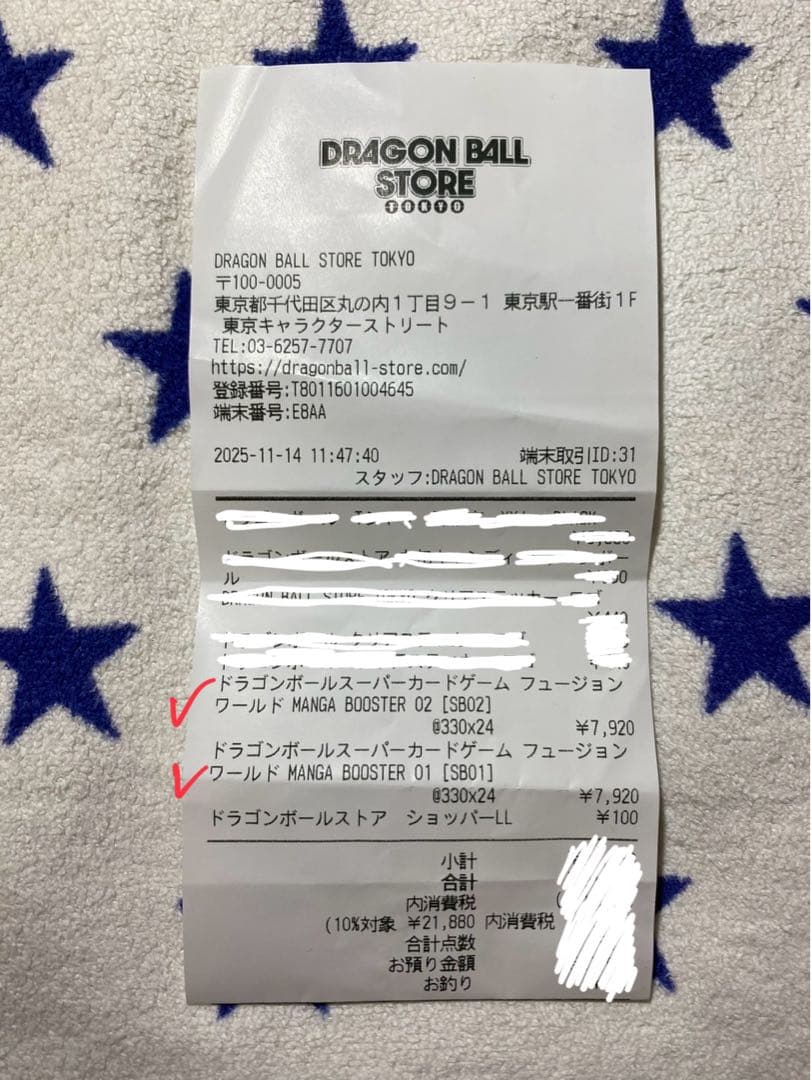 DRAGON BALL
STORE
TOKYO
DRAGON BALL STORE TOKYO
〒100-0005
東京都千代田区丸の内1丁目9-1 東京駅一番街1F
東京キャラクターストリート
TEL:03-6257-7707
https://dragonball-store.com/
登録番号:T8011601004645
端末番号:E8AA
2025-11-14 11:47:40 端末取引ID:31
スタッフ:DRAGON BALL STORE TOKYO
ル
ドラゴンボールスーパーカードゲーム フュージョン
ワールド MANGA BOOSTER 02 [SB02]
@330x24 ¥7,920
ドラゴンボールスーパーカードゲーム フュージョン
ワールド MANGA BOOSTER 01 [SB01]
@330x24 ¥7,920
ドラゴンボールストア ショッパーLL ¥100
小計
合計
内消費税
(10%対象 ¥21,880 内消費税
合計点数
お預り金額
お釣り